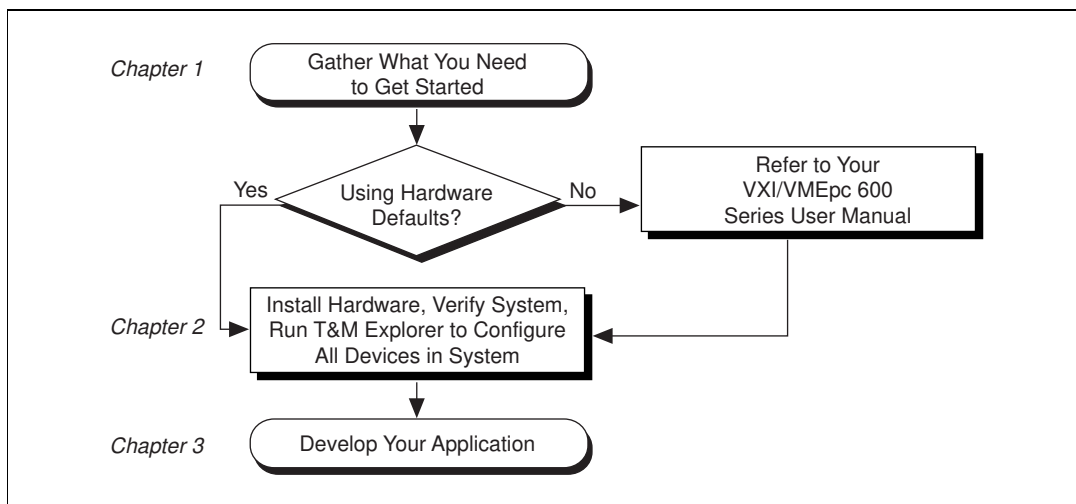 Chapter 1
Gather What You Need
to Get Started
Yes
Using Hardware
Defaults?
No
Refer to Your
VXI/VMEpc 600
Series User Manual
Chapter 2
Install Hardware, Verify System,
Run T&M Explorer to Configure
All Devices in System
Chapter 3
Develop Your Application